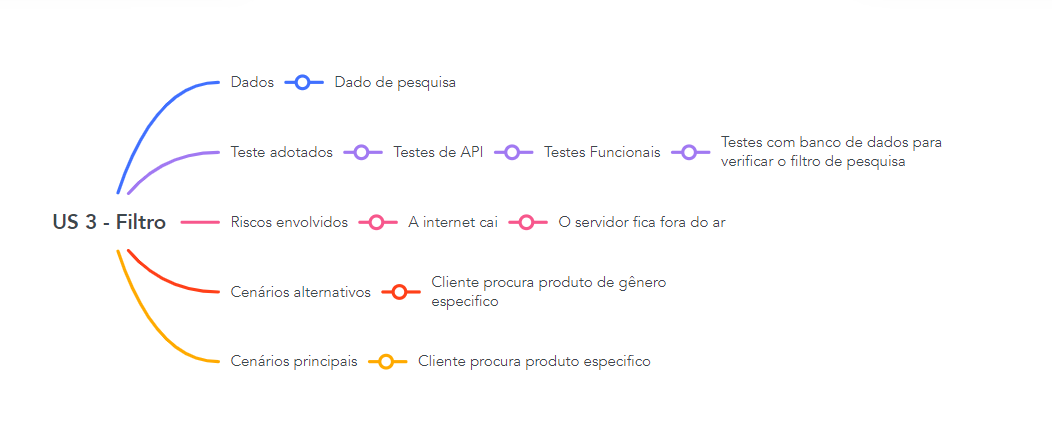 Dados
Dado de pesquisa
Teste adotados
Testes de API
Testes Funcionais
Testes com banco de dados para
verificar o filtro de pesquisa
US 3 - Filtro
Riscos envolvidos
A internet cai
O servidor fica fora do ar
Cenários alternativos
Cliente procura produto de gênero
especifico
Cenários principais
Cliente procura produto especifico